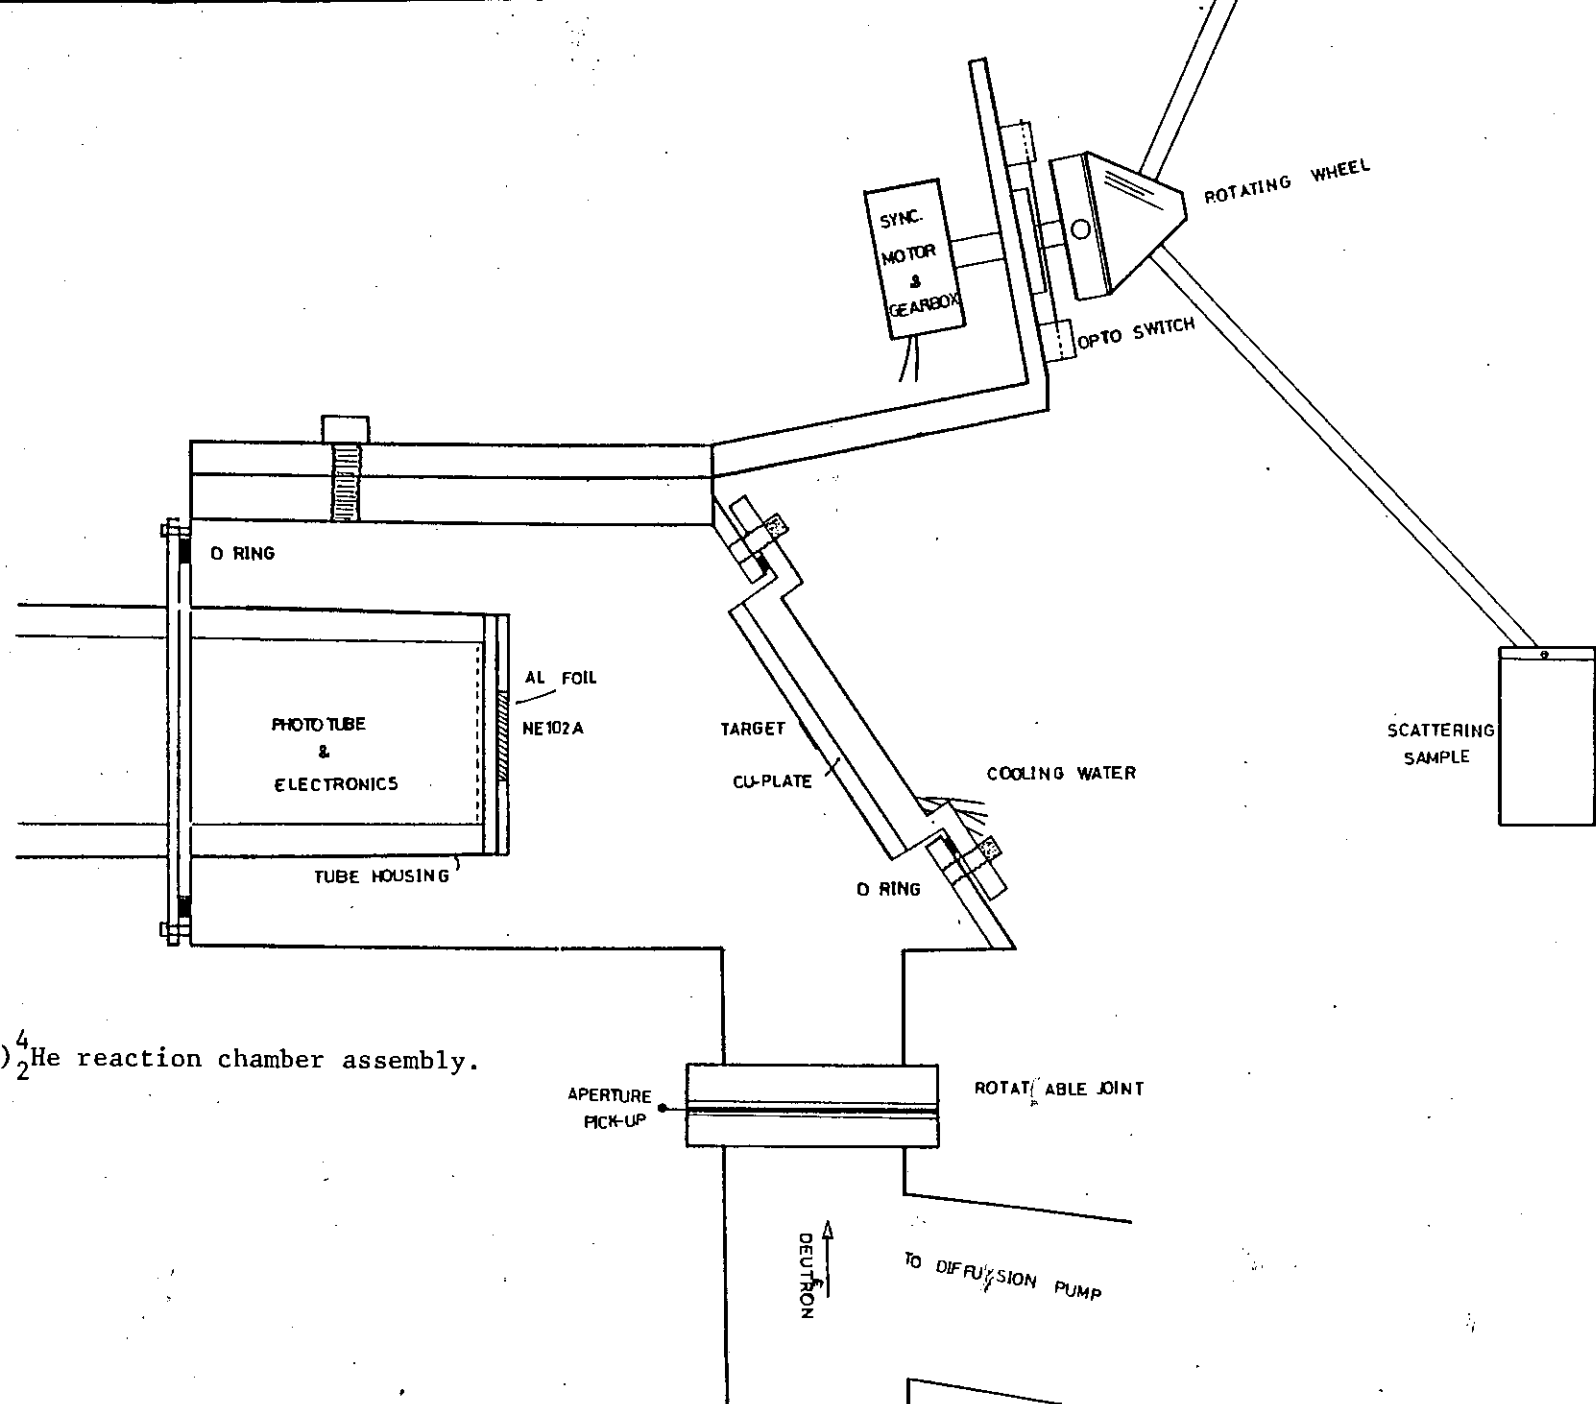 ROTATING WHEEL
SYNC.
MOTOR
&
GEARBOX
OPTO SWITCH
O RING
AL FOIL
NE102A
PHOTO TUBE
&
ELECTRONICS
TARGET
CU-PLATE
COOLING WATER
SCATTERING
SAMPLE
TUBE HOUSING
O RING
)⁴₂He reaction chamber assembly.
APERTURE
PICK-UP
ROTATABLE JOINT
DEUTRON
TO DIFFUSION PUMP